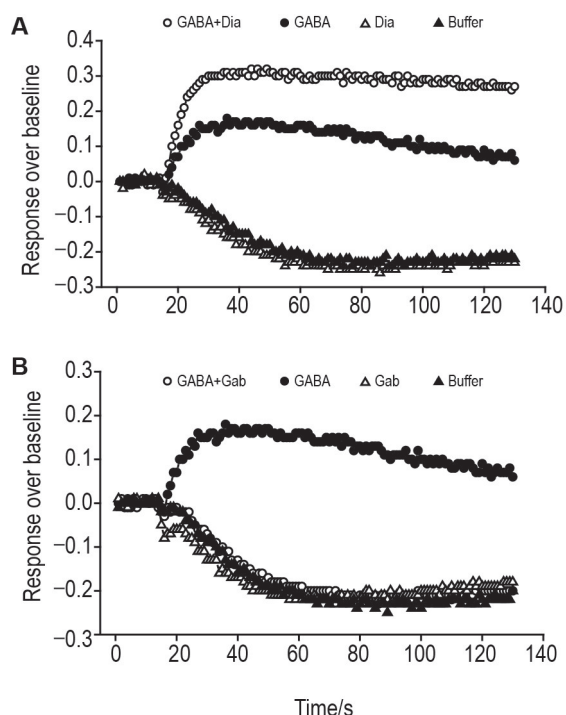 A
GABA+Dia GABA Dia Buffer
Response over baseline
0.4
0.3
0.2
0.1
0.0
−0.1
−0.2
−0.3
0 20 40 60 80 100 120 140
B
GABA+Gab GABA Gab Buffer
Response over baseline
0.3
0.2
0.1
0.0
−0.1
−0.2
−0.3
0 20 40 60 80 100 120 140
Time/s